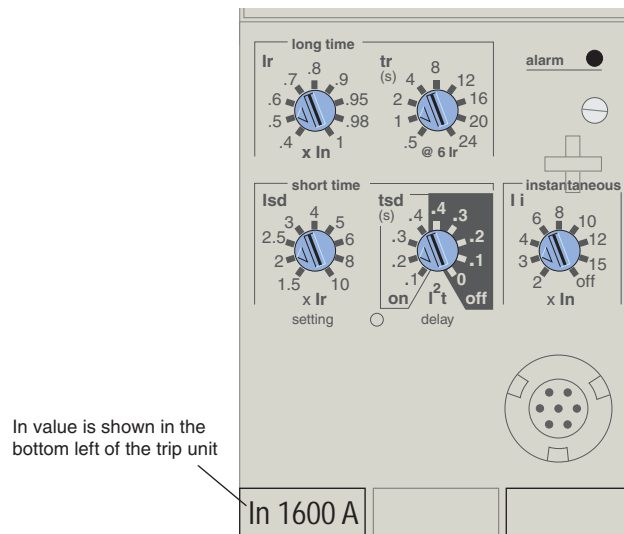 long time
Ir
.4 .5 .6 .7 .8 .9 .95 .98 1
x In
tr
(s)
.5 1 2 4 8 12 16 20 24
@ 6 Ir
alarm
short time
Isd
1.5 2 2.5 3 4 5 6 8 10
x Ir
setting
tsd
(s)
.1 .2 .3 .4 .4 .3 .2 .1 0
on I²t off
delay
instantaneous
I i
2 3 4 6 8 10 12 15 off
x In
In value is shown in the
bottom left of the trip unit
In 1600 A